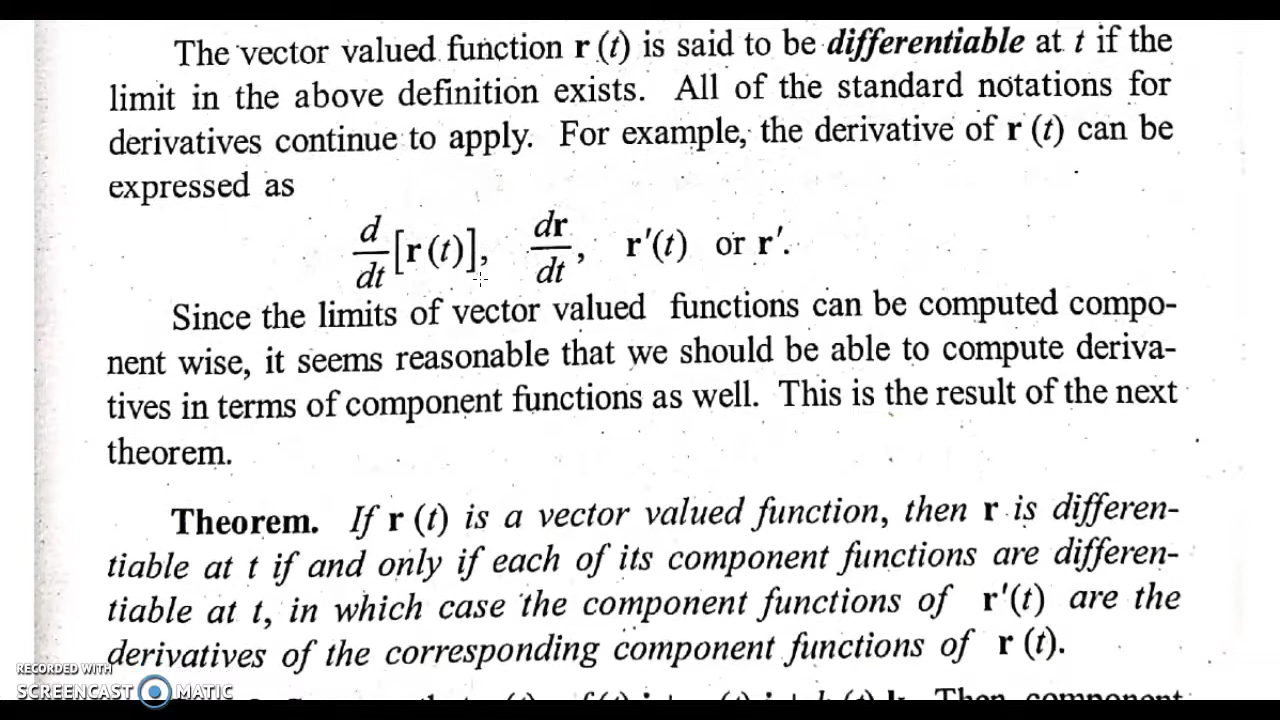 The vector valued function r (t) is said to be differentiable at t if the
limit in the above definition exists. All of the standard notations for
derivatives continue to apply. For example, the derivative of r (t) can be
expressed as
d/dt [r (t)], dr/dt, r′(t) or r′.
Since the limits of vector valued functions can be computed compo-
nent wise, it seems reasonable that we should be able to compute deriva-
tives in terms of component functions as well. This is the result of the next
theorem.
Theorem. If r (t) is a vector valued function, then r is differen-
tiable at t if and only if each of its component functions are differen-
tiable at t, in which case the component functions of r′(t) are the
derivatives of the corresponding component functions of r (t).
RECORDED WITH
SCREENCAST MATIC
Then component